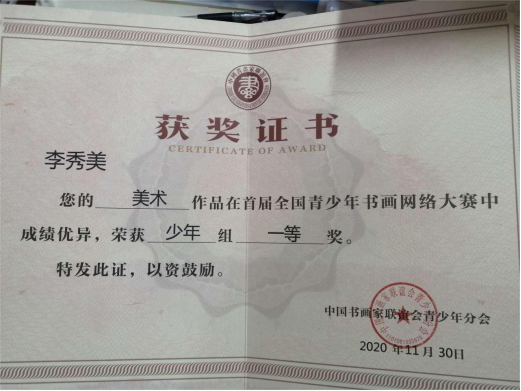 获奖证书
CERTIFICATE OF AWARD
李秀美
您的 美术 作品在首届全国青少年书画网络大赛中
成绩优异，荣获 少年 组 一等 奖。
特发此证，以资鼓励。
中国书画家联谊会青少年分会
2020 年11 月 30日